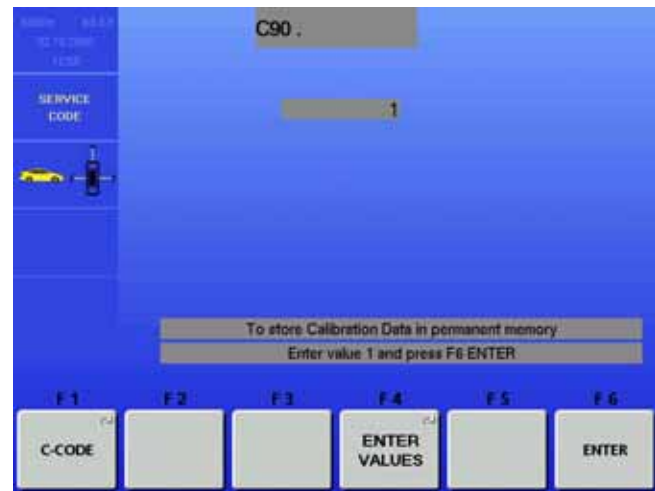 C90 .
SERVICE
CODE
1
To store Calibration Data in permanent memory
Enter value 1 and press F6 ENTER
F1 F2 F3 F4 F5 F6
C-CODE ENTER VALUES ENTER